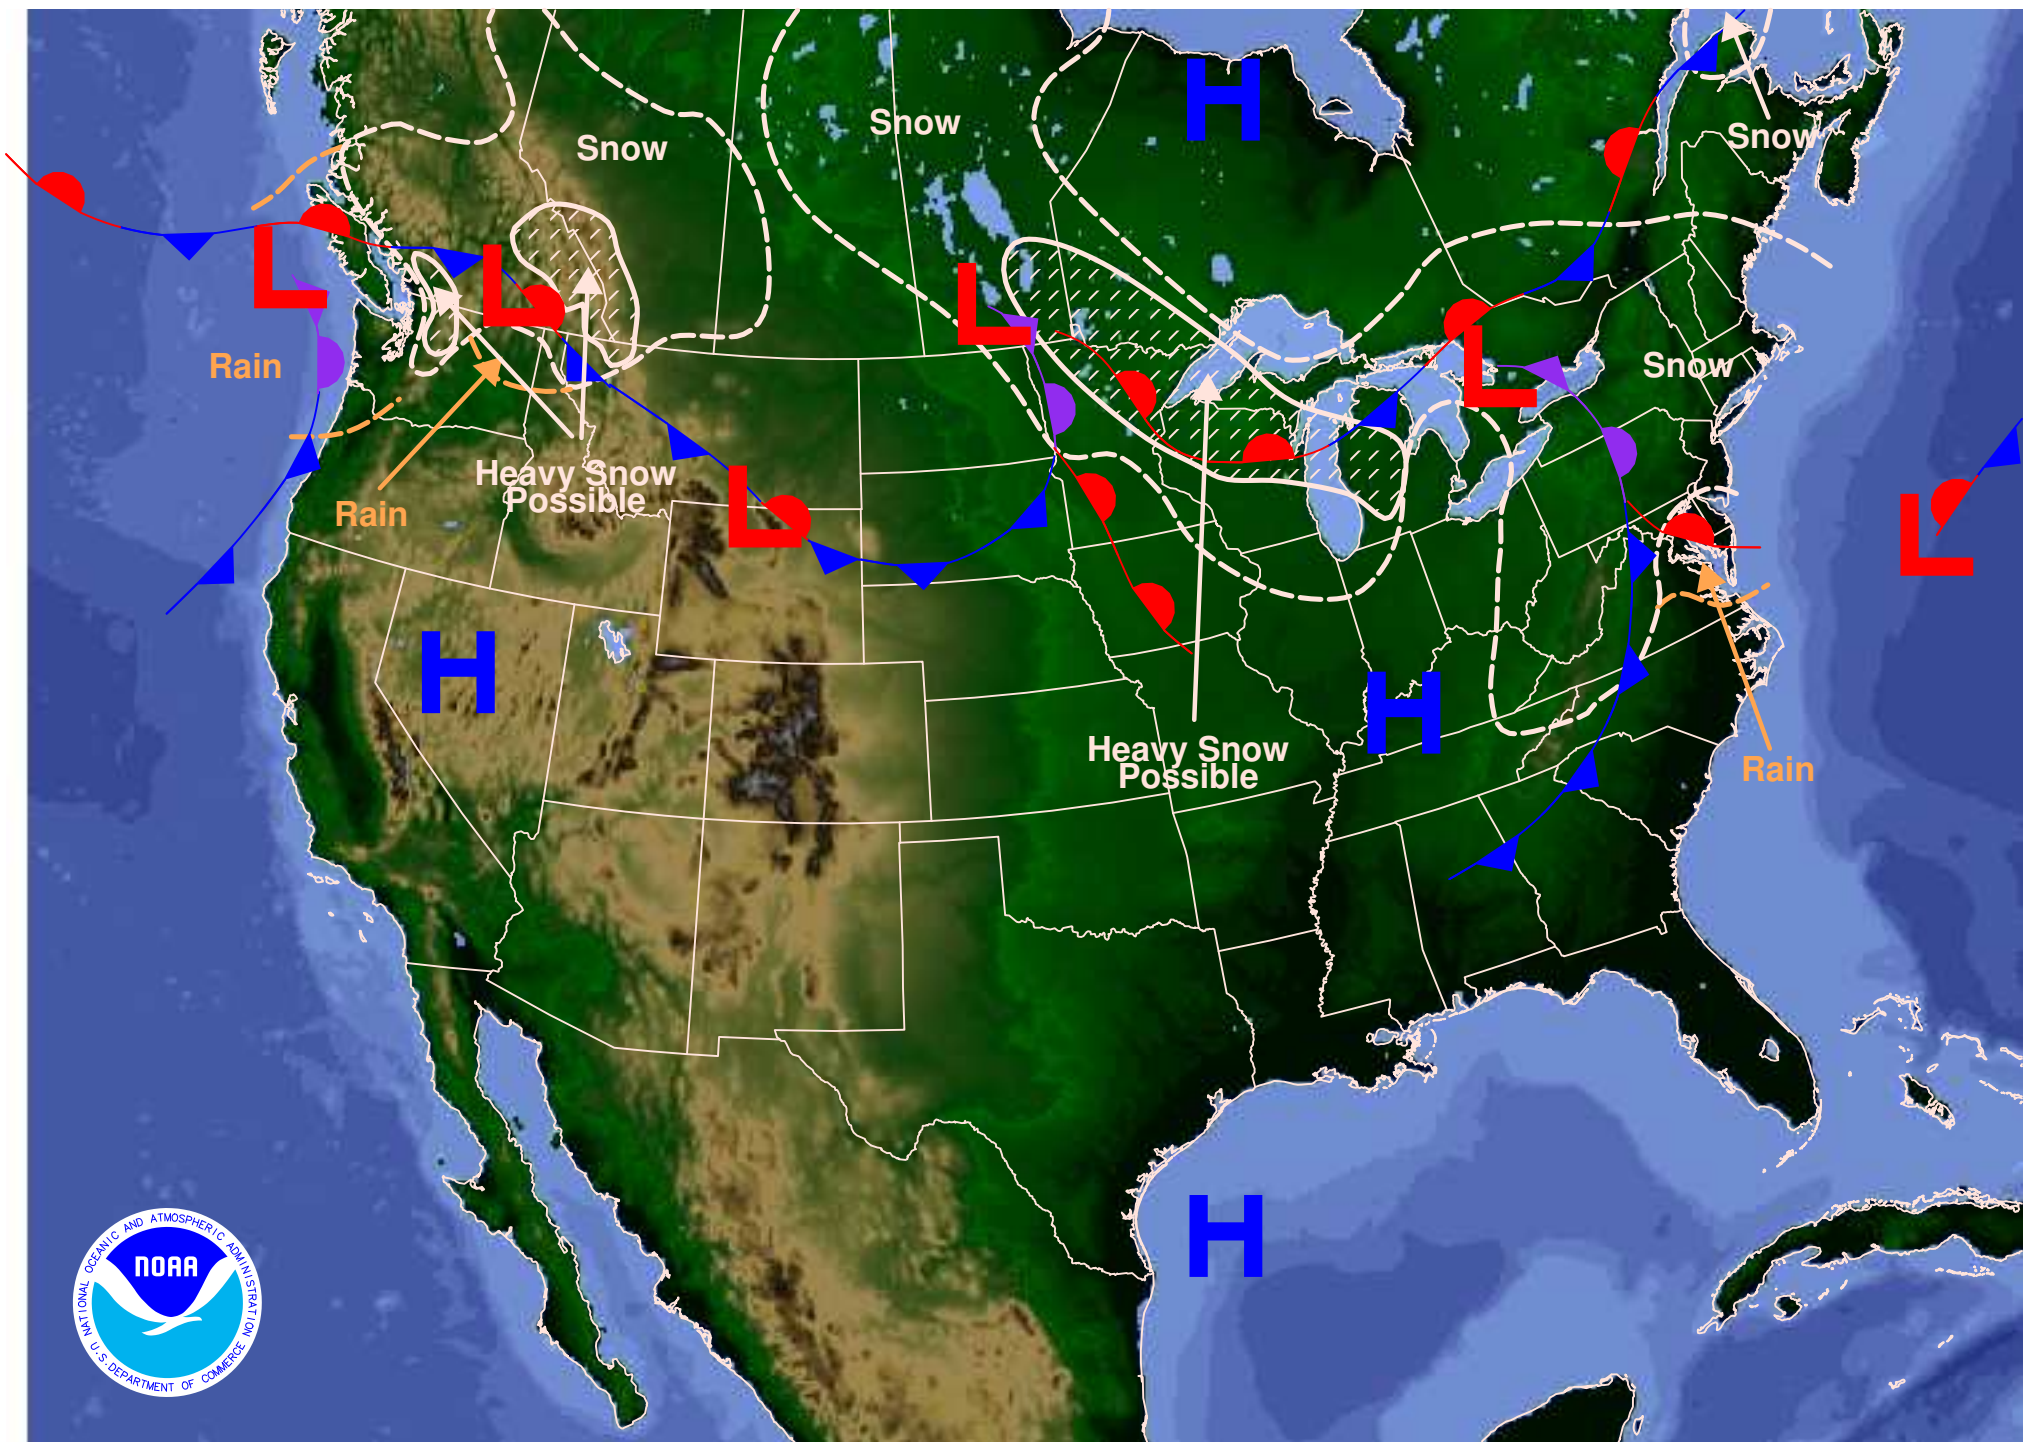 H
Snow
Snow
Snow
L
L
L
Rain
L
Snow
Heavy Snow
Possible
L
Rain
L
H
H
Heavy Snow
Possible
Rain
H
NATIONAL OCEANIC AND ATMOSPHERIC ADMINISTRATION
NOAA
U.S. DEPARTMENT OF COMMERCE